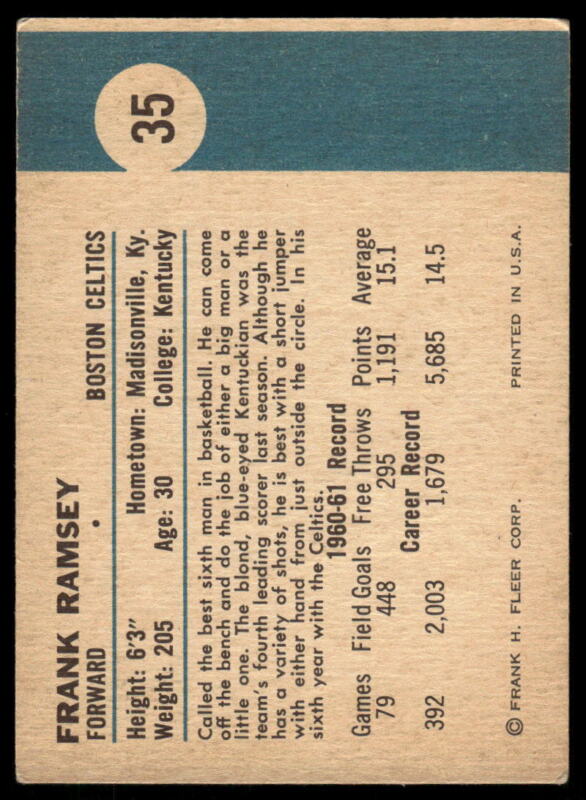 35
FRANK RAMSEY
FORWARD • BOSTON CELTICS
Height: 6'3" Hometown: Madisonville, Ky.
Weight: 205 Age: 30 College: Kentucky
Called the best sixth man in basketball. He can come
off the bench and do the job of either a big man or a
little one. The blond, blue-eyed Kentuckian was the
team's fourth leading scorer last season. Although he
has a variety of shots, he is best with a short jumper
with either hand from just outside the circle. In his
sixth year with the Celtics.
1960-61 Record
Games Field Goals Free Throws Points Average
79 448 295 1,191 15.1
Career Record
392 2,003 1,679 5,685 14.5
© FRANK H. FLEER CORP. PRINTED IN U.S.A.